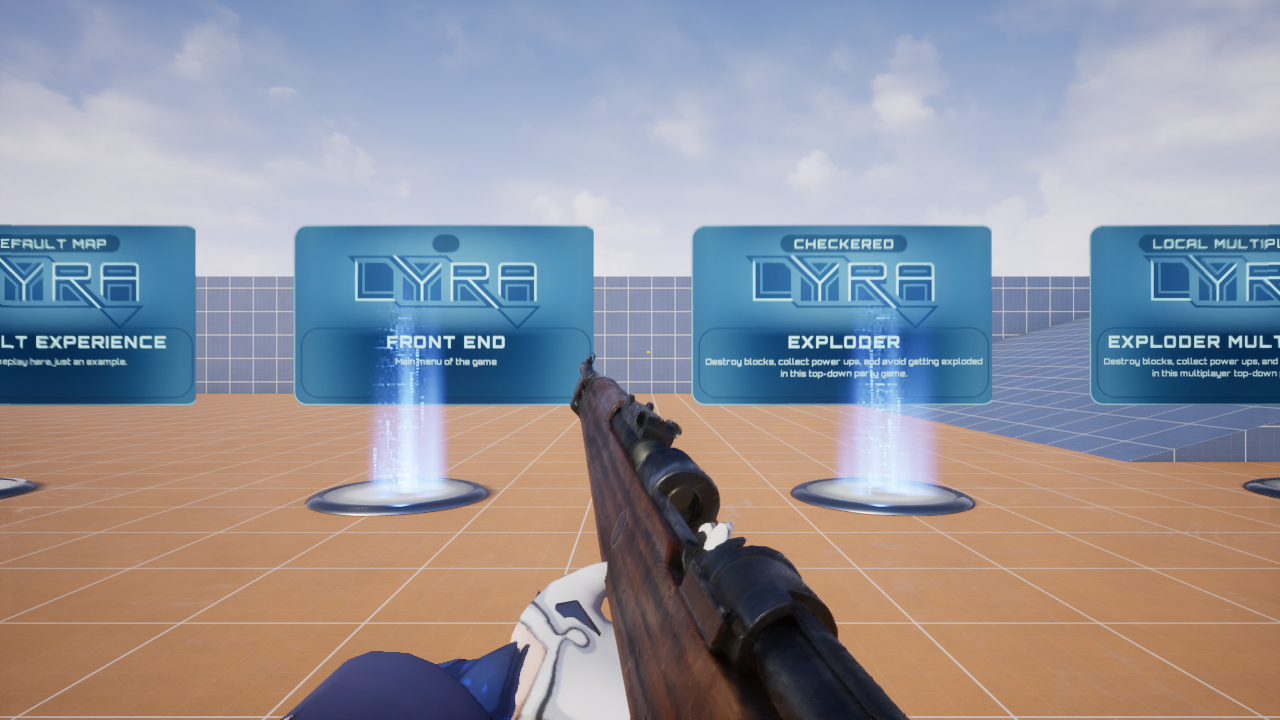 EFAULT MAP
YRA
LT EXPERIENCE
eplay here, just an example.
LYRA
FRONT END
Main menu of the game
CHECKERED
LYRA
EXPLODER
Destroy blocks, collect power ups, and avoid getting exploded
in this top-down party game.
LOCAL MULTIPL
LYR
EXPLODER MULT
Destroy blocks, collect power ups, and
in this multiplayer top-down